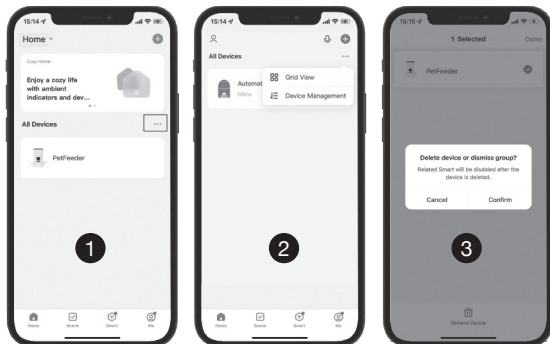 15:14
Home
Cozy Home
Enjoy a cozy life
with ambient
indicators and dev...
All Devices
...
PetFeeder
1
Home
Scene
Smart
Me
15:14
All Devices
...
Grid View
Device Management
Automat
Offline
2
Home
Scene
Smart
Me
15:15
1 Selected
Done
PetFeeder
Delete device or dismiss group?
Related Smart will be disabled after the
device is deleted.
Cancel
Confirm
3
Remove Device